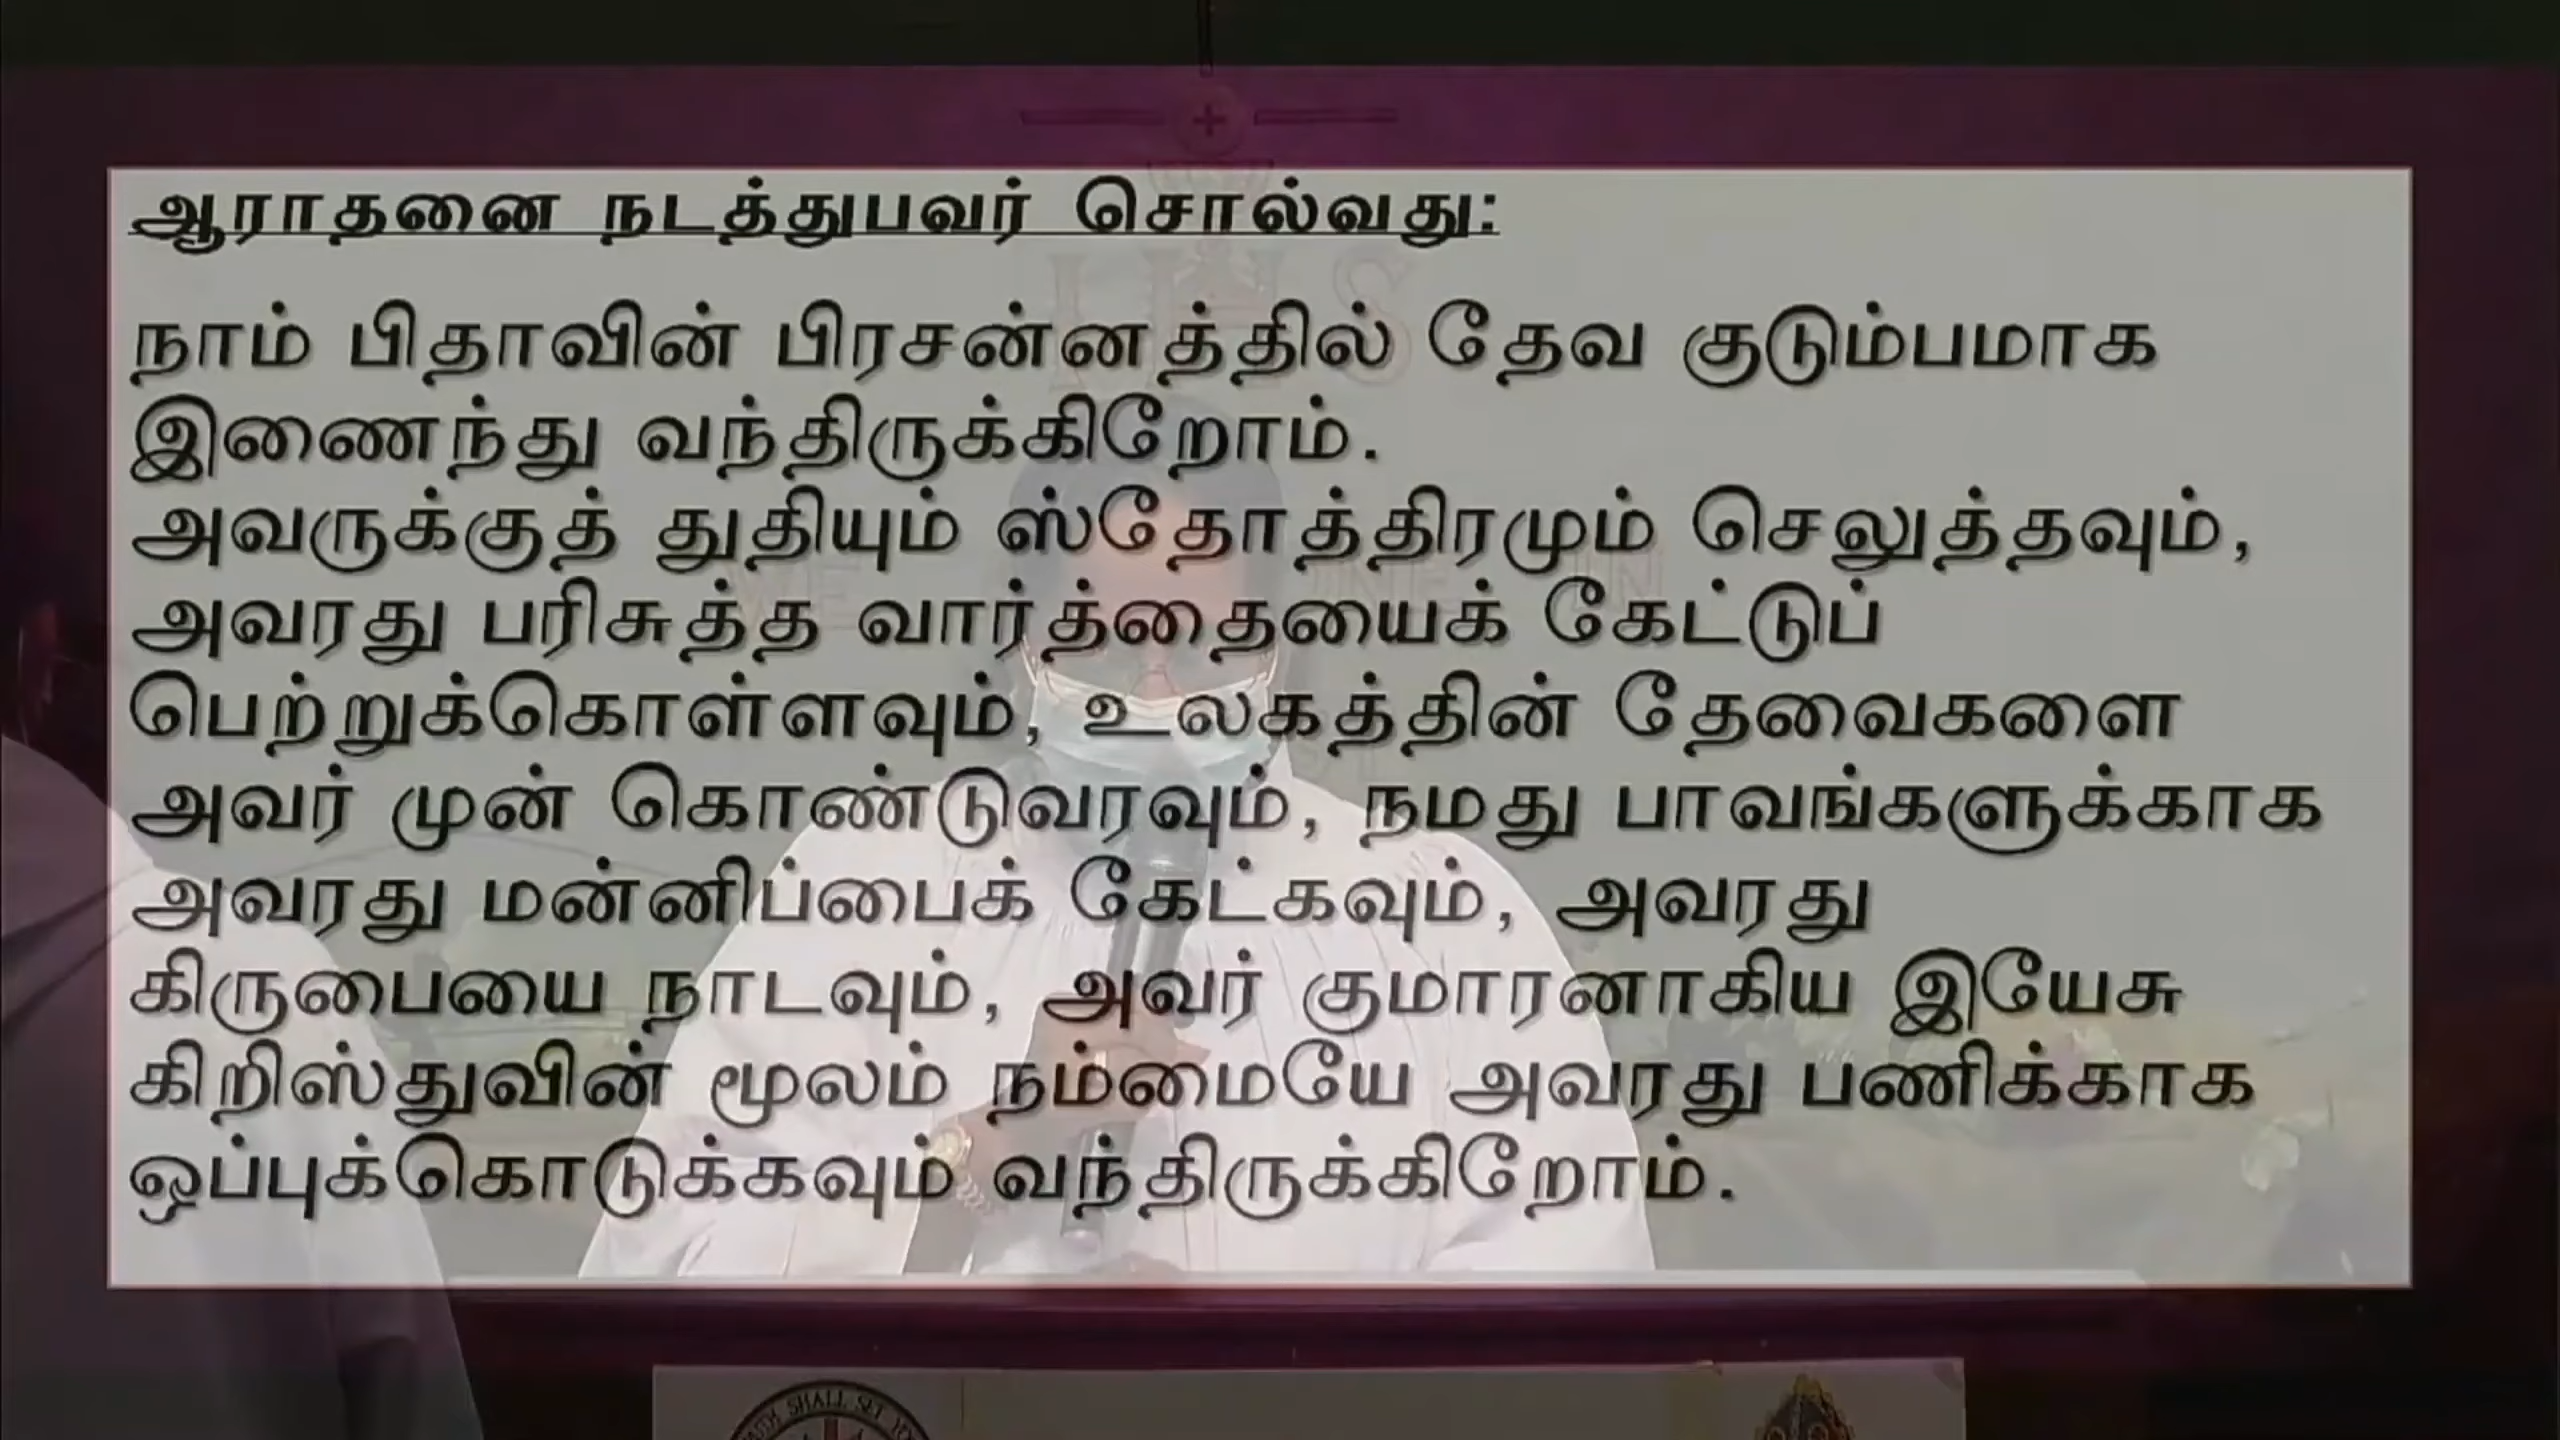 ஆராதனை நடத்துபவர் சொல்வது:
நாம் பிதாவின் பிரசன்னத்தில் தேவ குடும்பமாக
இணைந்து வந்திருக்கிறோம்.
அவருக்குத் துதியும் ஸ்தோத்திரமும் செலுத்தவும்,
அவரது பரிசுத்த வார்த்தையைக் கேட்டுப்
பெற்றுக்கொள்ளவும், உலகத்தின் தேவைகளை
அவர் முன் கொண்டுவரவும், நமது பாவங்களுக்காக
அவரது மன்னிப்பைக் கேட்கவும், அவரது
கிருபையை நாடவும், அவர் குமாரனாகிய இயேசு
கிறிஸ்துவின் மூலம் நம்மையே அவரது பணிக்காக
ஒப்புக்கொடுக்கவும் வந்திருக்கிறோம்.
SHALL SET